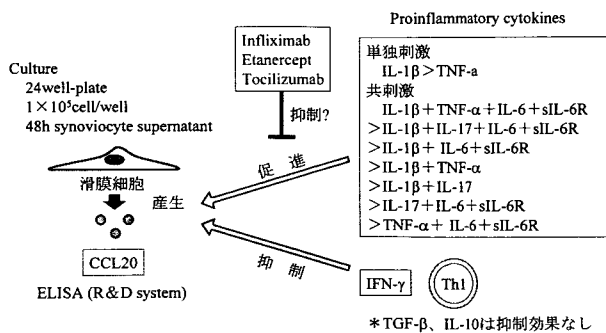 Proinflammatory cytokines
Infliximab
Etanercept
Tocilizumab
抑制?
Culture
24well-plate
1×10⁵cell/well
48h synoviocyte supernatant
滑膜細胞
産生
CCL20
ELISA (R&D system)
促進
抑制
単独刺激
IL-1β>TNF-a
共刺激
IL-1β+TNF-α+IL-6+sIL-6R
>IL-1β+IL-17+IL-6+sIL-6R
>IL-1β+ IL-6+sIL-6R
>IL-1β+TNF-α
>IL-1β+IL-17
>IL-17+IL-6+sIL-6R
>TNF-α+ IL-6+sIL-6R
IFN-γ
Th1
*TGF-β、IL-10は抑制効果なし